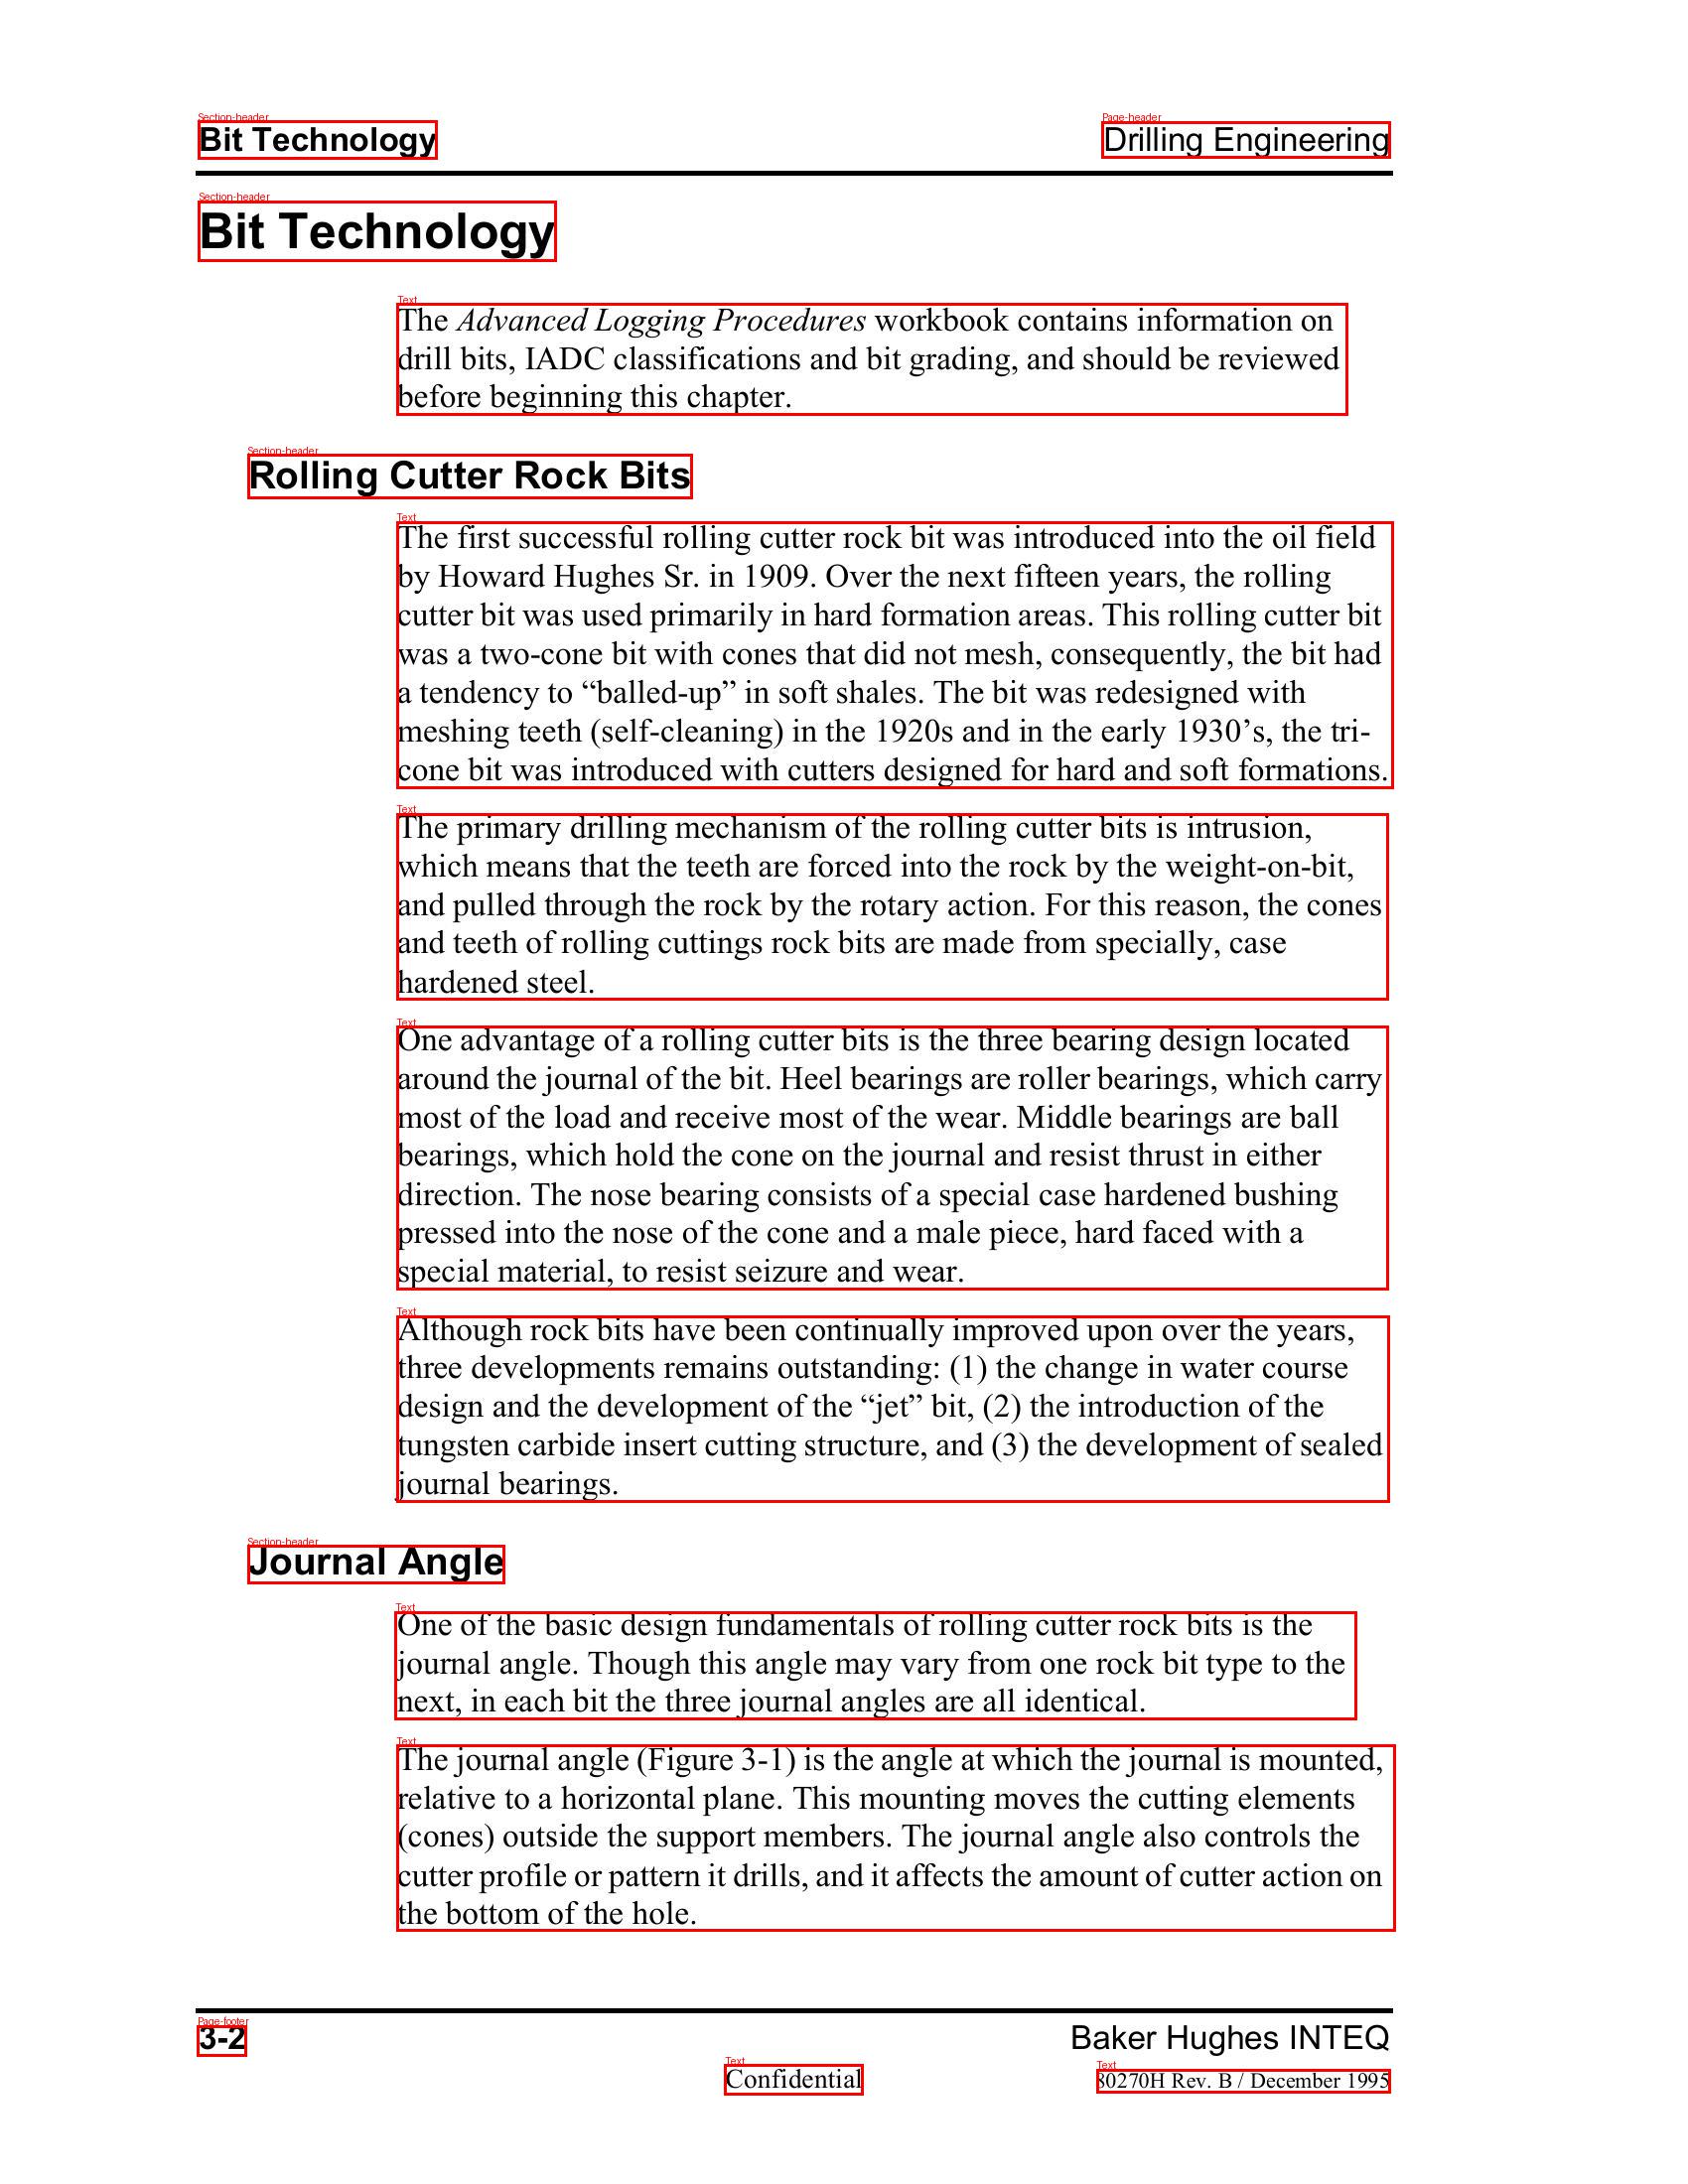 Section-header
Bit Technology
Page-header
Drilling Engineering
Section-header
Bit Technology
Text
The Advanced Logging Procedures workbook contains information on
drill bits, IADC classifications and bit grading, and should be reviewed
before beginning this chapter.
Section-header
Rolling Cutter Rock Bits
Text
The first successful rolling cutter rock bit was introduced into the oil field
by Howard Hughes Sr. in 1909. Over the next fifteen years, the rolling
cutter bit was used primarily in hard formation areas. This rolling cutter bit
was a two-cone bit with cones that did not mesh, consequently, the bit had
a tendency to “balled-up” in soft shales. The bit was redesigned with
meshing teeth (self-cleaning) in the 1920s and in the early 1930’s, the tri-
cone bit was introduced with cutters designed for hard and soft formations.
Text
The primary drilling mechanism of the rolling cutter bits is intrusion,
which means that the teeth are forced into the rock by the weight-on-bit,
and pulled through the rock by the rotary action. For this reason, the cones
and teeth of rolling cuttings rock bits are made from specially, case
hardened steel.
Text
One advantage of a rolling cutter bits is the three bearing design located
around the journal of the bit. Heel bearings are roller bearings, which carry
most of the load and receive most of the wear. Middle bearings are ball
bearings, which hold the cone on the journal and resist thrust in either
direction. The nose bearing consists of a special case hardened bushing
pressed into the nose of the cone and a male piece, hard faced with a
special material, to resist seizure and wear.
Text
Although rock bits have been continually improved upon over the years,
three developments remains outstanding: (1) the change in water course
design and the development of the “jet” bit, (2) the introduction of the
tungsten carbide insert cutting structure, and (3) the development of sealed
journal bearings.
Section-header
Journal Angle
Text
One of the basic design fundamentals of rolling cutter rock bits is the
journal angle. Though this angle may vary from one rock bit type to the
next, in each bit the three journal angles are all identical.
Text
The journal angle (Figure 3-1) is the angle at which the journal is mounted,
relative to a horizontal plane. This mounting moves the cutting elements
(cones) outside the support members. The journal angle also controls the
cutter profile or pattern it drills, and it affects the amount of cutter action on
the bottom of the hole.
Page-footer
3-2
Baker Hughes INTEQ
Text
Confidential
Text
80270H Rev. B / December 1995